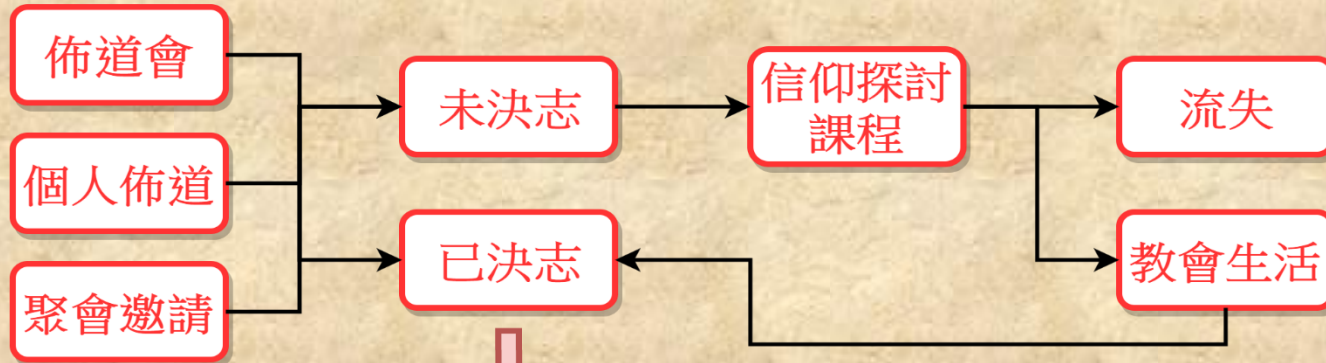 佈道會
個人佈道
聚會邀請
未決志
已決志
信仰探討
課程
流失
教會生活